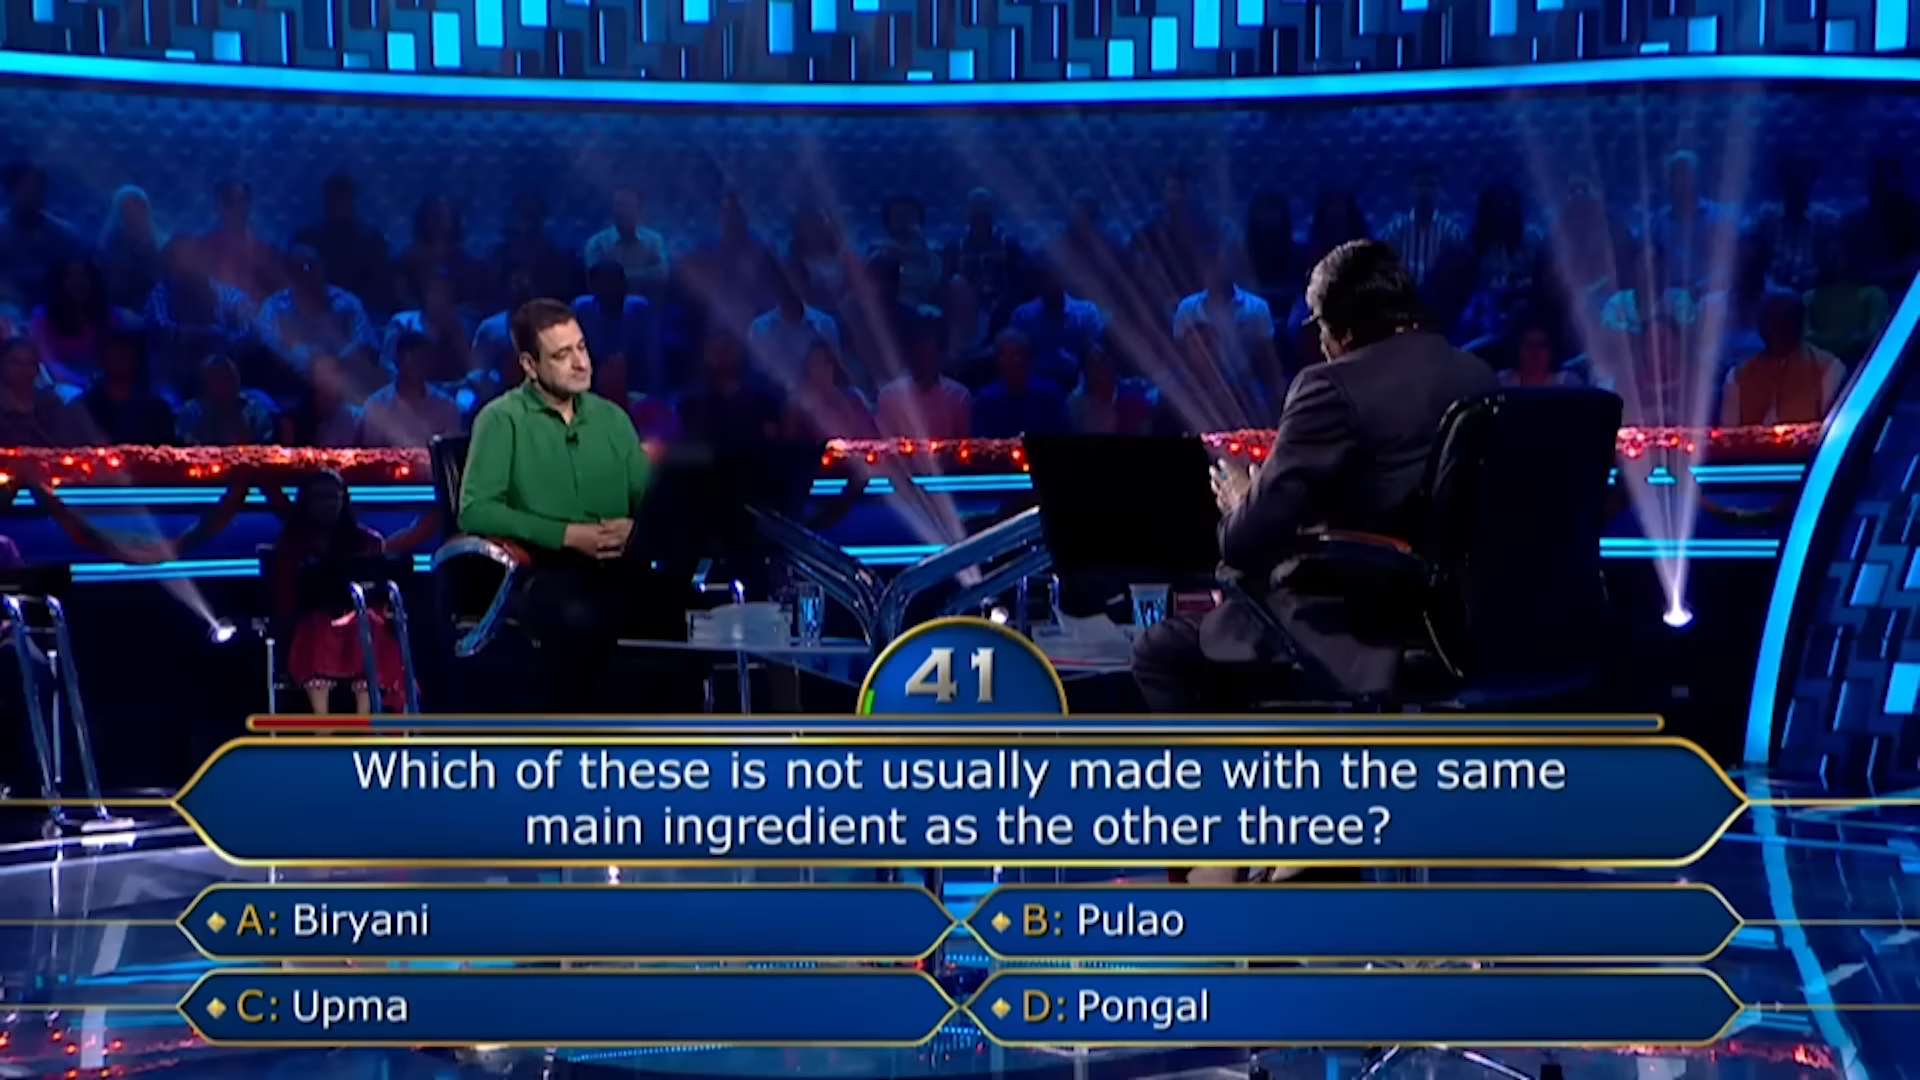 41
Which of these is not usually made with the same
main ingredient as the other three?
A: Biryani
B: Pulao
C: Upma
D: Pongal